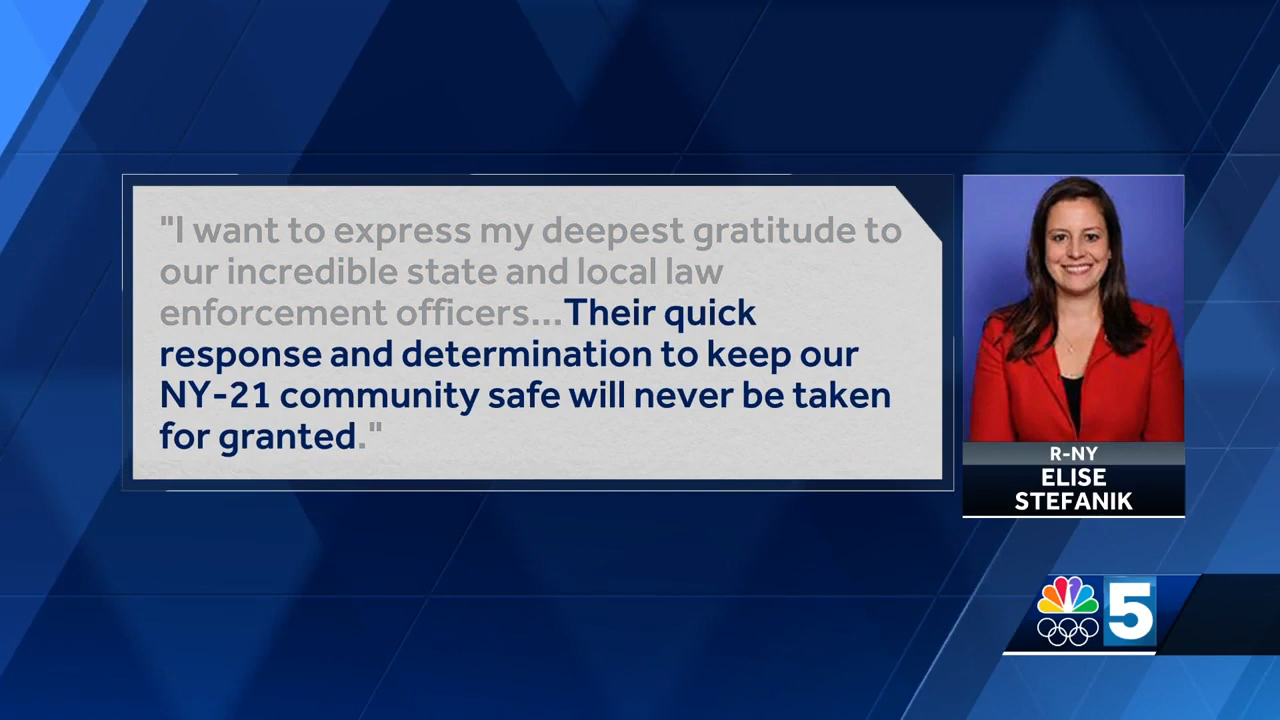 "I want to express my deepest gratitude to
our incredible state and local law
enforcement officers...Their quick
response and determination to keep our
NY-21 community safe will never be taken
for granted."
R-NY
ELISE
STEFANIK
5